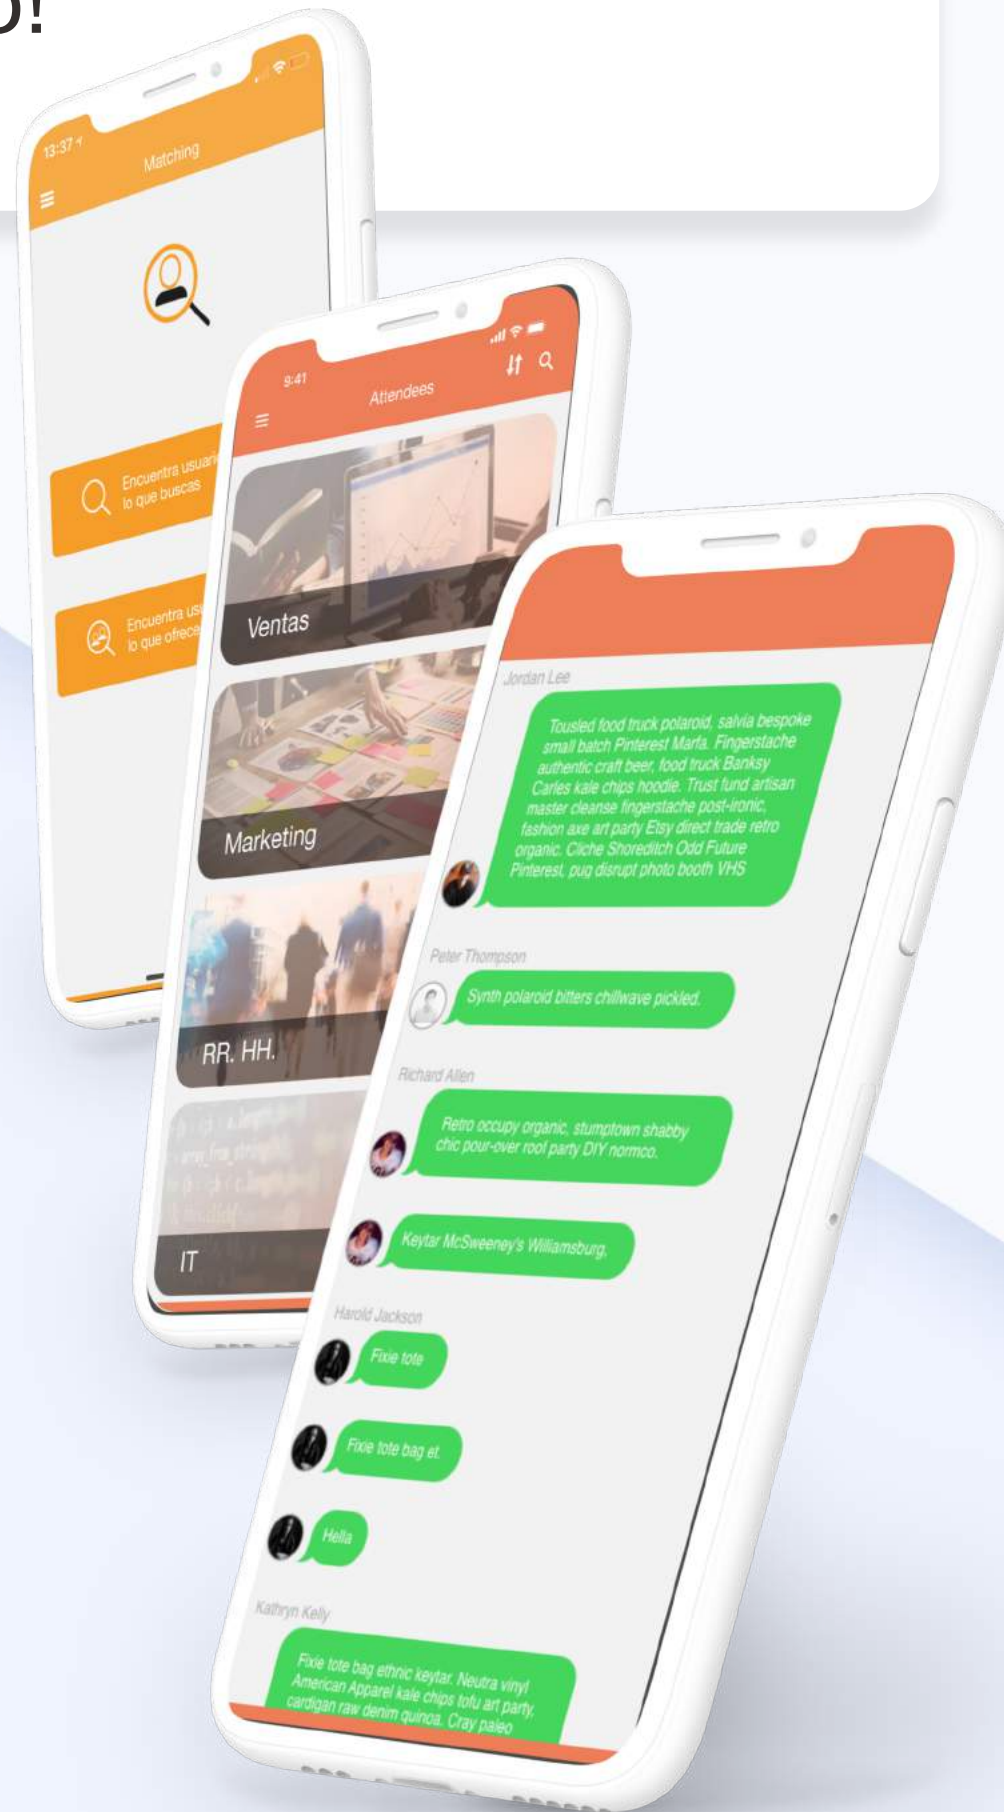 O!
13:37
Matching
Encuentra
lo que buscas
Encuentra
lo que ofrece
9:41
Attendees
Ventas
Marketing
RR. HH.
IT
Jordan Lee
Tousled food truck polaroid, salvia bespoke
small batch Pinterest Marfa. Fingerstache
authentic craft beer, food truck Banksy
Carles kale chips hoodie. Trust fund artisan
master cleanse fingerstache post-ironic,
fashion axe art party Etsy direct trade retro
organic. Cliche Shoreditch Odd Future
Pinterest, pug disrupt photo booth VHS
Peter Thompson
Synth polaroid bitters chillwave pickled.
Richard Allen
Retro occupy organic, stumptown shabby
chic pour-over roof party DIY normco.
Keytar McSweeney's Williamsburg,
Harold Jackson
Fixie tote
Fixie tote bag et.
Hella
Kathryn Kelly
Fixie tote bag ethnic keytar. Neutra vinyl
American Apparel kale chips tofu art party,
cardigan raw denim quinoa. Cray paleo